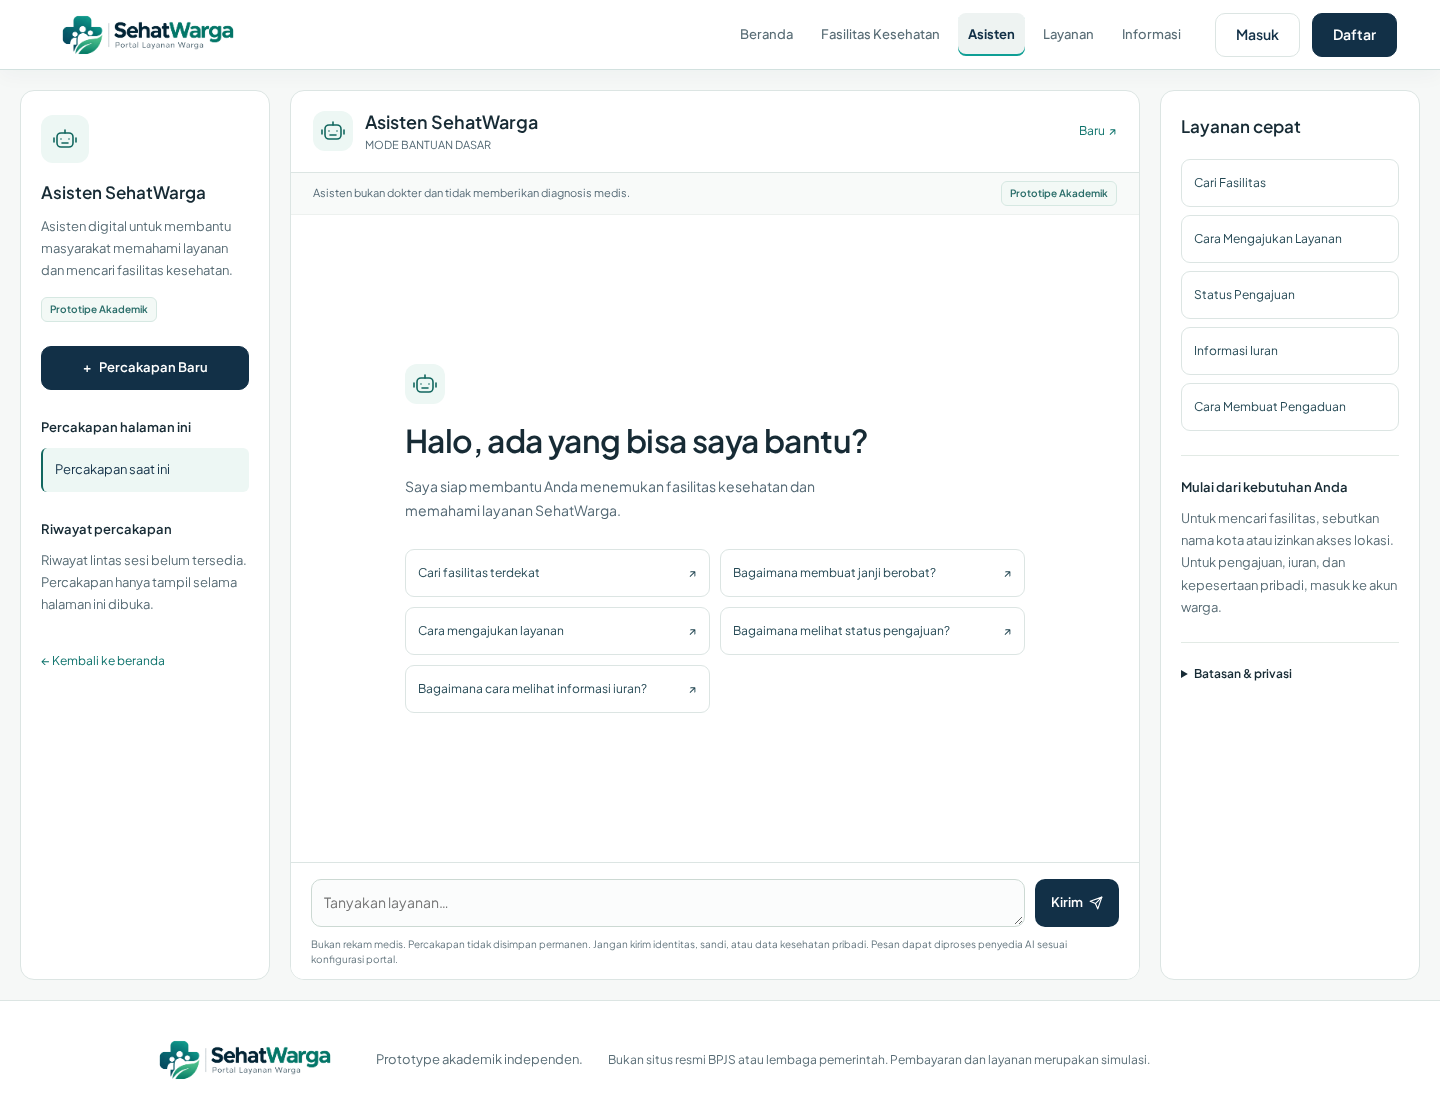 SehatWarga
Portal Layanan Warga
Beranda
Fasilitas Kesehatan
Asisten
Layanan
Informasi
Masuk
Daftar
Asisten SehatWarga
Asisten digital untuk membantu
masyarakat memahami layanan
dan mencari fasilitas kesehatan.
Prototipe Akademik
+ Percakapan Baru
Percakapan halaman ini
Percakapan saat ini
Riwayat percakapan
Riwayat lintas sesi belum tersedia.
Percakapan hanya tampil selama
halaman ini dibuka.
← Kembali ke beranda
Asisten SehatWarga
MODE BANTUAN DASAR
Baru ↗
Asisten bukan dokter dan tidak memberikan diagnosis medis.
Prototipe Akademik
Halo, ada yang bisa saya bantu?
Saya siap membantu Anda menemukan fasilitas kesehatan dan
memahami layanan SehatWarga.
Cari fasilitas terdekat ↗
Bagaimana membuat janji berobat? ↗
Cara mengajukan layanan ↗
Bagaimana melihat status pengajuan? ↗
Bagaimana cara melihat informasi iuran? ↗
Tanyakan layanan...
Kirim
Bukan rekam medis. Percakapan tidak disimpan permanen. Jangan kirim identitas, sandi, atau data kesehatan pribadi. Pesan dapat diproses penyedia AI sesuai
konfigurasi portal.
Layanan cepat
Cari Fasilitas
Cara Mengajukan Layanan
Status Pengajuan
Informasi Iuran
Cara Membuat Pengaduan
Mulai dari kebutuhan Anda
Untuk mencari fasilitas, sebutkan
nama kota atau izinkan akses lokasi.
Untuk pengajuan, iuran, dan
kepesertaan pribadi, masuk ke akun
warga.
▶ Batasan & privasi
SehatWarga
Portal Layanan Warga
Prototype akademik independen.
Bukan situs resmi BPJS atau lembaga pemerintah. Pembayaran dan layanan merupakan simulasi.